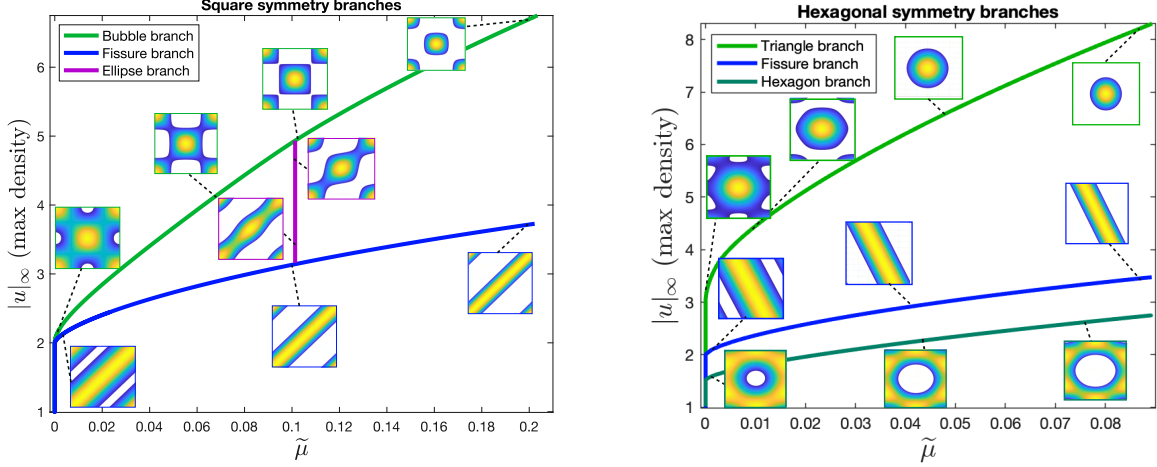 Square symmetry branches
Bubble branch
Fissure branch
Ellipse branch
|u|∞ (max density)
6
5
4
3
2
1
0 0.02 0.04 0.06 0.08 0.1 0.12 0.14 0.16 0.18 0.2
μ̃
Hexagonal symmetry branches
Triangle branch
Fissure branch
Hexagon branch
|u|∞ (max density)
8
7
6
5
4
3
2
1
0 0.01 0.02 0.03 0.04 0.05 0.06 0.07 0.08
μ̃